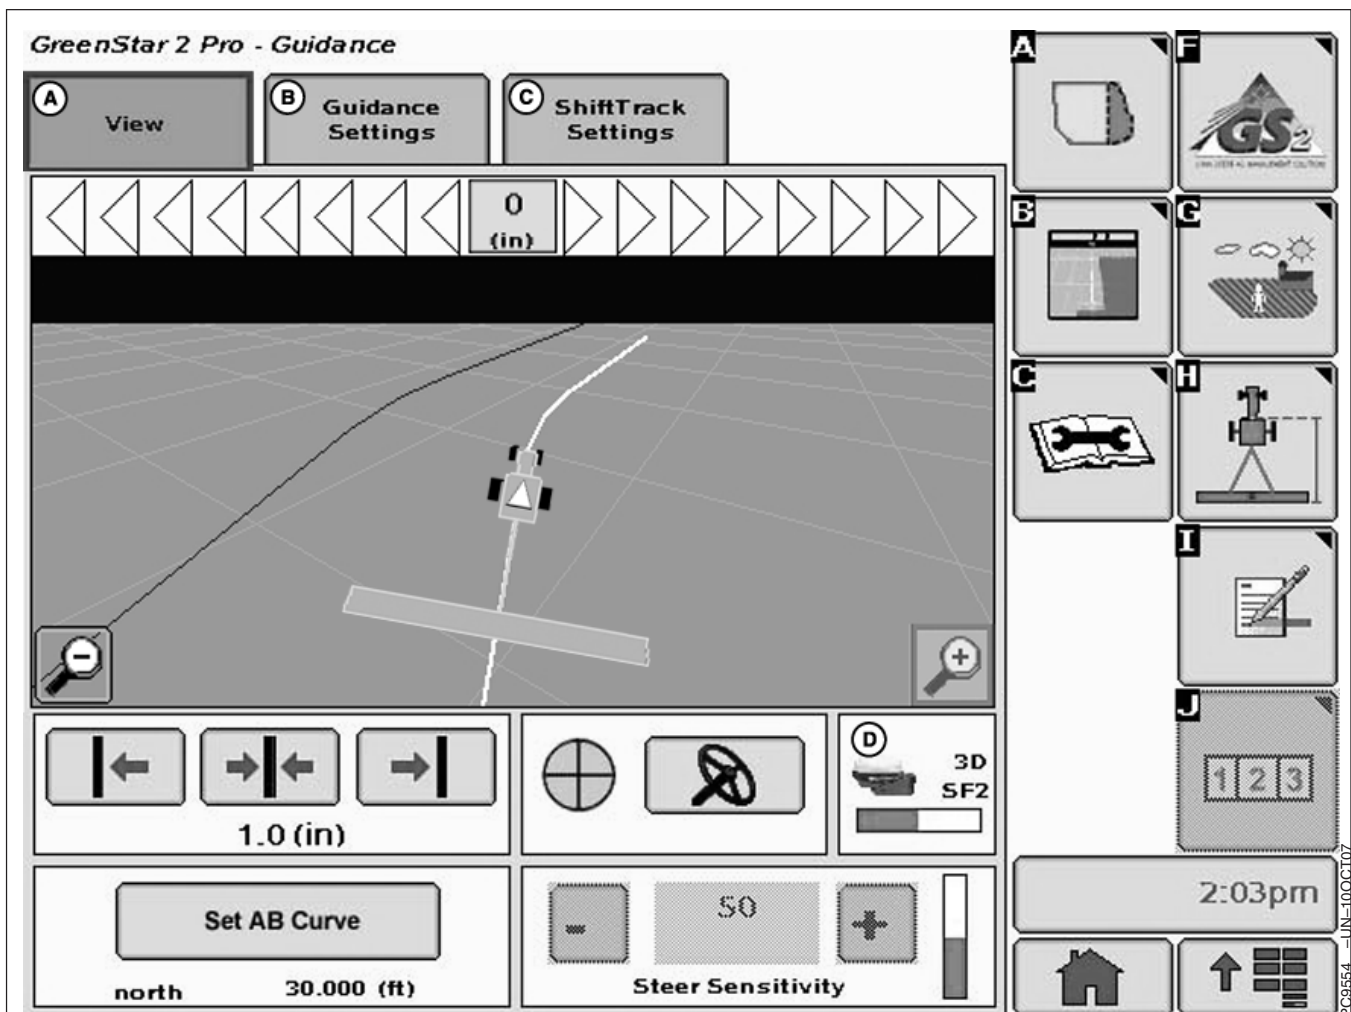 GreenStar 2 Pro - Guidance
A
View
B
Guidance
Settings
C
ShiftTrack
Settings
0
(in)
1.0 (in)
D
3D
SF2
Set AB Curve
north
30.000 (ft)
50
Steer Sensitivity
A
F
GS2
B
G
C
H
I
J
1 2 3
2:03pm
PC9554 –UN–10OCT07